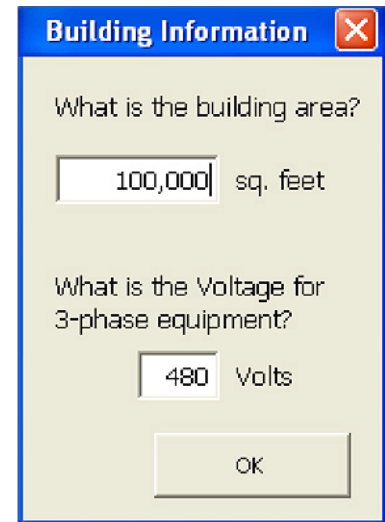 Building Information
What is the building area?
100,000 sq. feet
What is the Voltage for
3-phase equipment?
480 Volts
OK